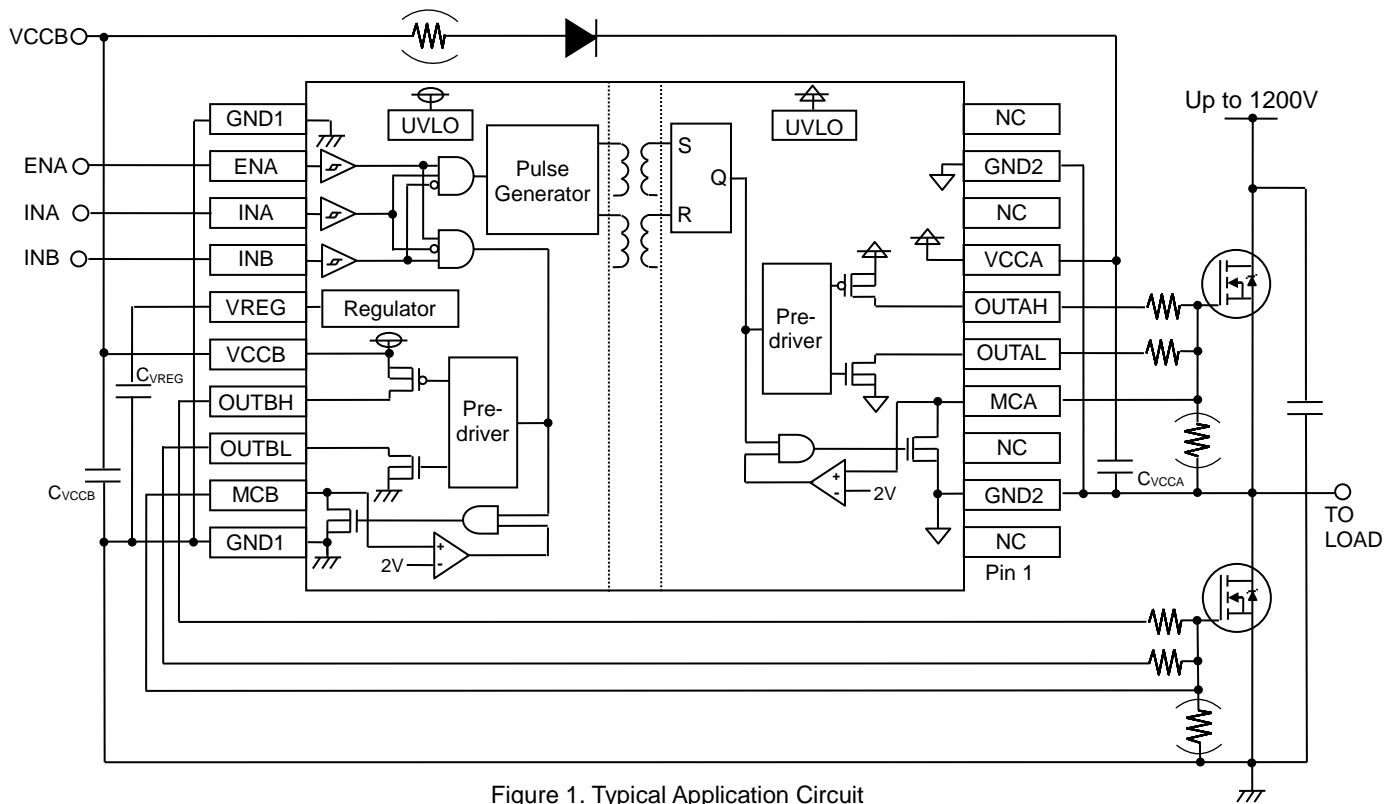 VCCB
Up to 1200V
GND1
UVLO
UVLO
NC
ENA
ENA
Pulse
Generator
S
Q
R
GND2
INA
INA
NC
INB
INB
VCCA
VREG
Regulator
Pre-
driver
OUTAH
VCCB
OUTAL
CVREG
OUTBH
Pre-
driver
MCA
OUTBL
NC
CVCCB
MCB
2V
GND2
CVCCA
TO
LOAD
GND1
2V
NC
Pin 1
Figure 1. Typical Application Circuit